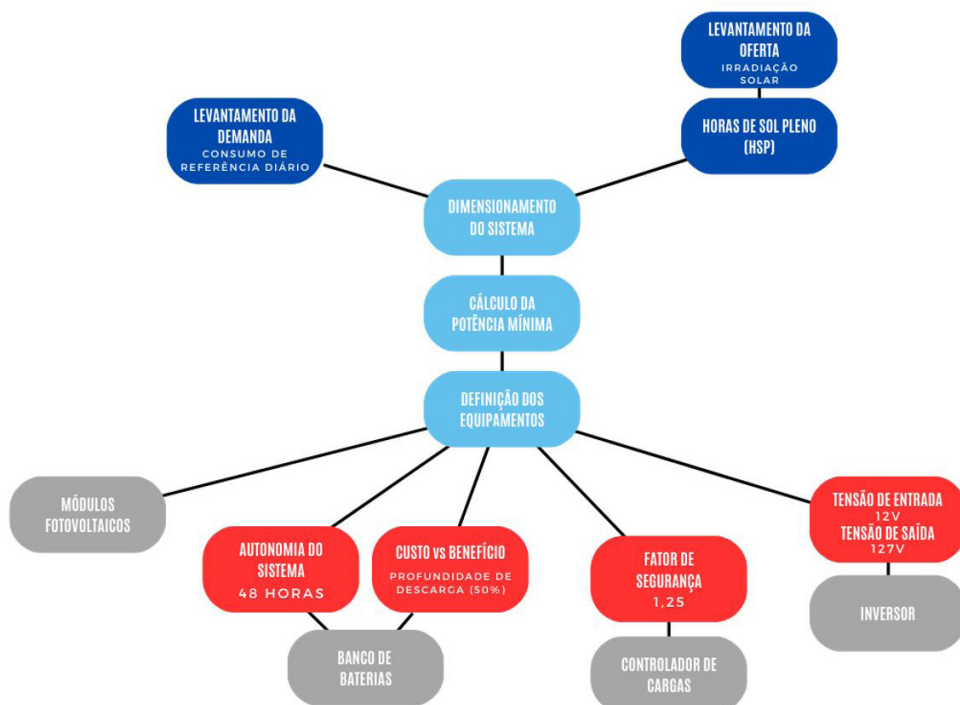 LEVANTAMENTO DA
OFERTA
IRRADIAÇÃO
SOLAR
LEVANTAMENTO DA
DEMANDA
CONSUMO DE
REFERÊNCIA DIÁRIO
HORAS DE SOL PLENO
(HSP)
DIMENSIONAMENTO
DO SISTEMA
CÁLCULO DA
POTÊNCIA MÍNIMA
DEFINIÇÃO DOS
EQUIPAMENTOS
MÓDULOS
FOTOVOLTAICOS
AUTONOMIA DO
SISTEMA
48 HORAS
CUSTO vs BENEFÍCIO
PROFUNDIDADE DE
DESCARGA (50%)
FATOR DE
SEGURANÇA
1,25
TENSÃO DE ENTRADA
12V
TENSÃO DE SAÍDA
127V
BANCO DE
BATERIAS
CONTROLADOR DE
CARGAS
INVERSOR